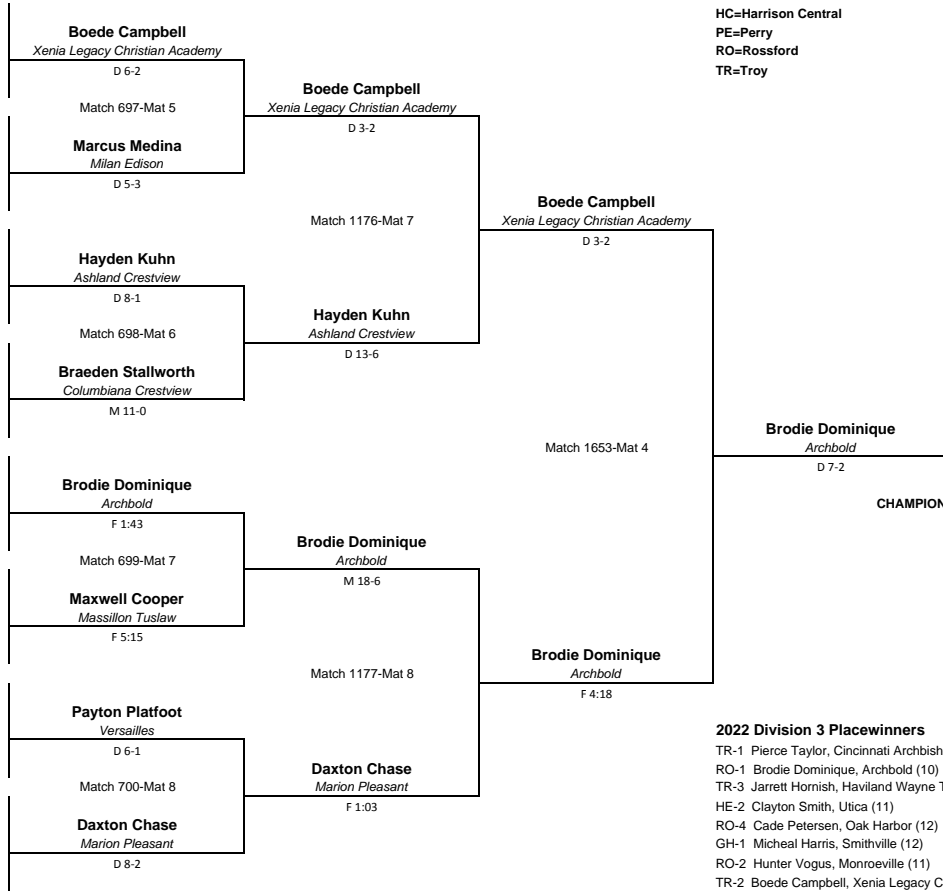 HC=Harrison Central
PE=Perry
RO=Rossford
TR=Troy
Boede Campbell
Xenia Legacy Christian Academy
D 6-2
Match 697-Mat 5
Marcus Medina
Milan Edison
D 5-3
Hayden Kuhn
Ashland Crestview
D 8-1
Match 698-Mat 6
Braeden Stallworth
Columbiana Crestview
M 11-0
Brodie Dominique
Archbold
F 1:43
Match 699-Mat 7
Maxwell Cooper
Massillon Tuslaw
F 5:15
Payton Platfoot
Versailles
D 6-1
Match 700-Mat 8
Daxton Chase
Marion Pleasant
D 8-2
Boede Campbell
Xenia Legacy Christian Academy
D 3-2
Match 1176-Mat 7
Hayden Kuhn
Ashland Crestview
D 13-6
Brodie Dominique
Archbold
M 18-6
Match 1177-Mat 8
Daxton Chase
Marion Pleasant
F 1:03
Boede Campbell
Xenia Legacy Christian Academy
D 3-2
Match 1653-Mat 4
Brodie Dominique
Archbold
F 4:18
Brodie Dominique
Archbold
D 7-2
CHAMPION
2022 Division 3 Placewinners
TR-1 Pierce Taylor, Cincinnati Archbish
RO-1 Brodie Dominique, Archbold (10)
TR-3 Jarrett Hornish, Haviland Wayne T
HE-2 Clayton Smith, Utica (11)
RO-4 Cade Petersen, Oak Harbor (12)
GH-1 Micheal Harris, Smithville (12)
RO-2 Hunter Vogus, Monroeville (11)
TR-2 Boede Campbell, Xenia Legacy C